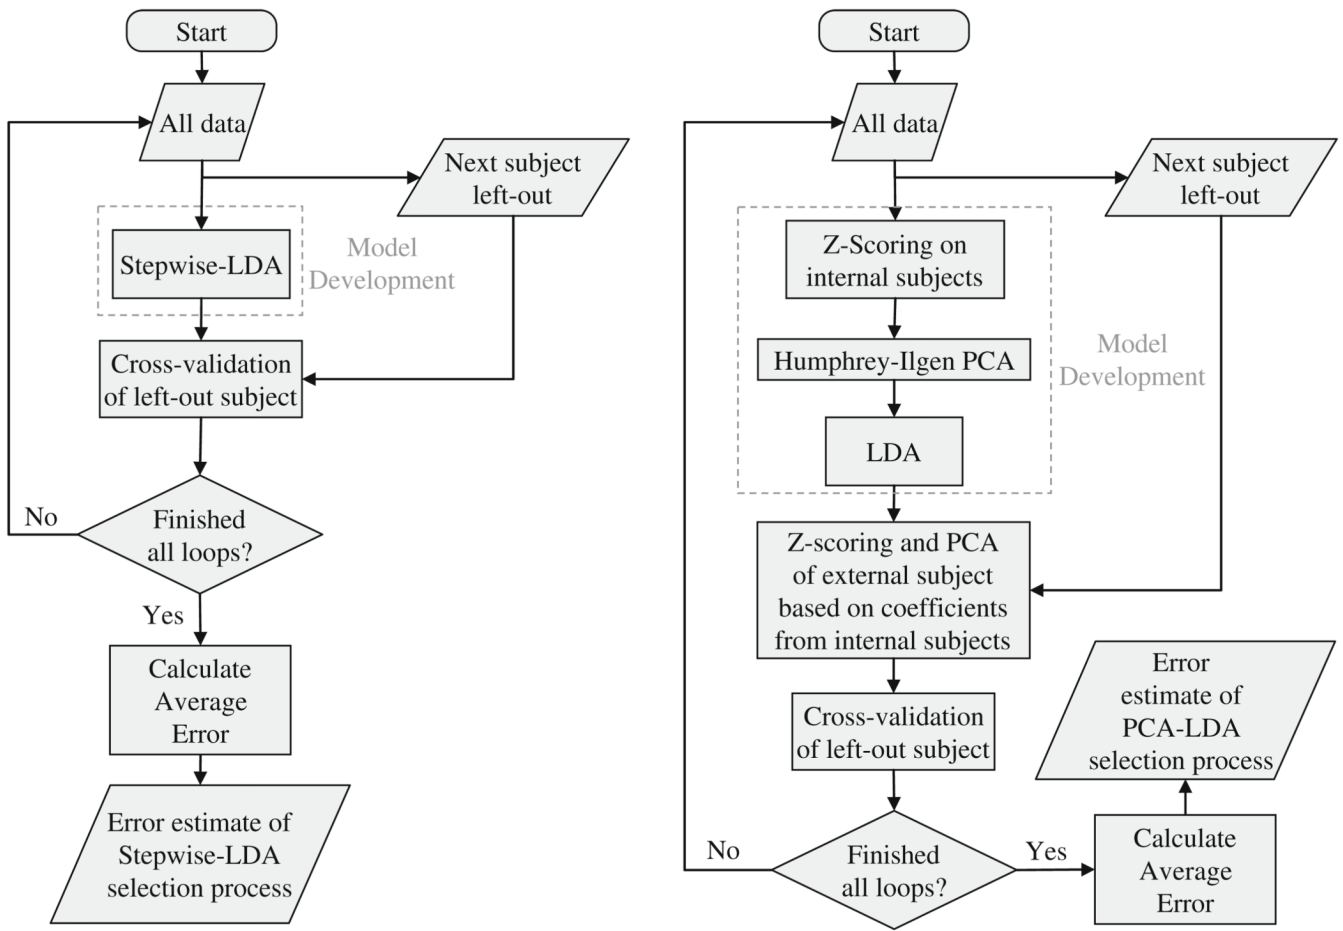 Start
All data
Next subject
left-out
Stepwise-LDA
Model
Development
Cross-validation
of left-out subject
Finished
all loops?
No
Yes
Calculate
Average
Error
Error estimate of
Stepwise-LDA
selection process
Start
All data
Next subject
left-out
Z-Scoring on
internal subjects
Humphrey-Ilgen PCA
LDA
Model
Development
Z-scoring and PCA
of external subject
based on coefficients
from internal subjects
Cross-validation
of left-out subject
Finished
all loops?
No
Yes
Calculate
Average
Error
Error
estimate of
PCA-LDA
selection process